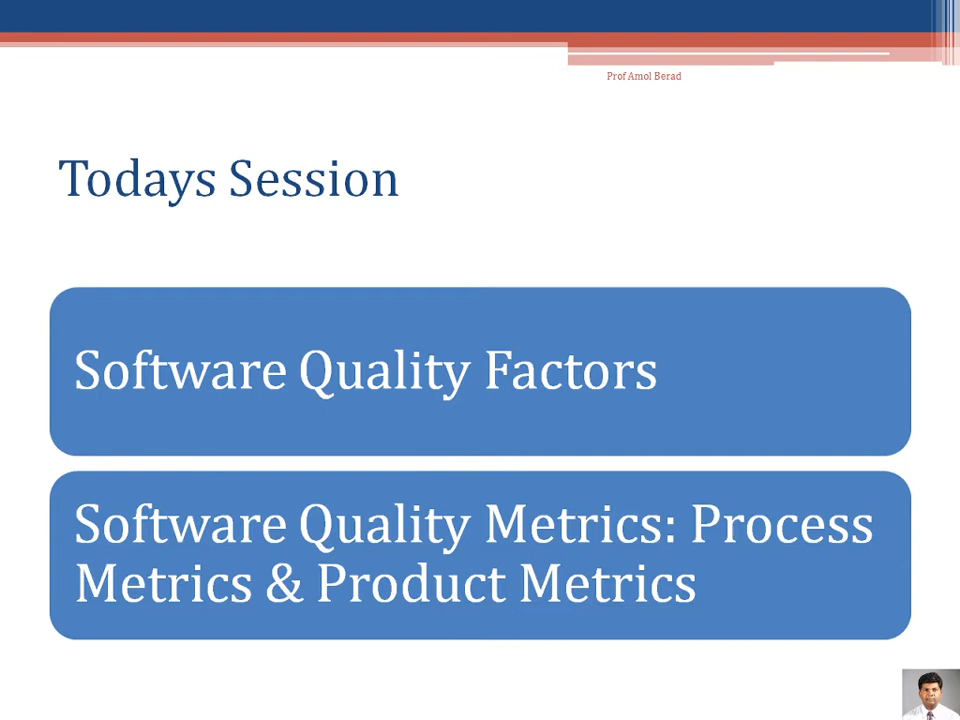 Prof Amol Berad
Todays Session
Software Quality Factors
Software Quality Metrics: Process
Metrics & Product Metrics